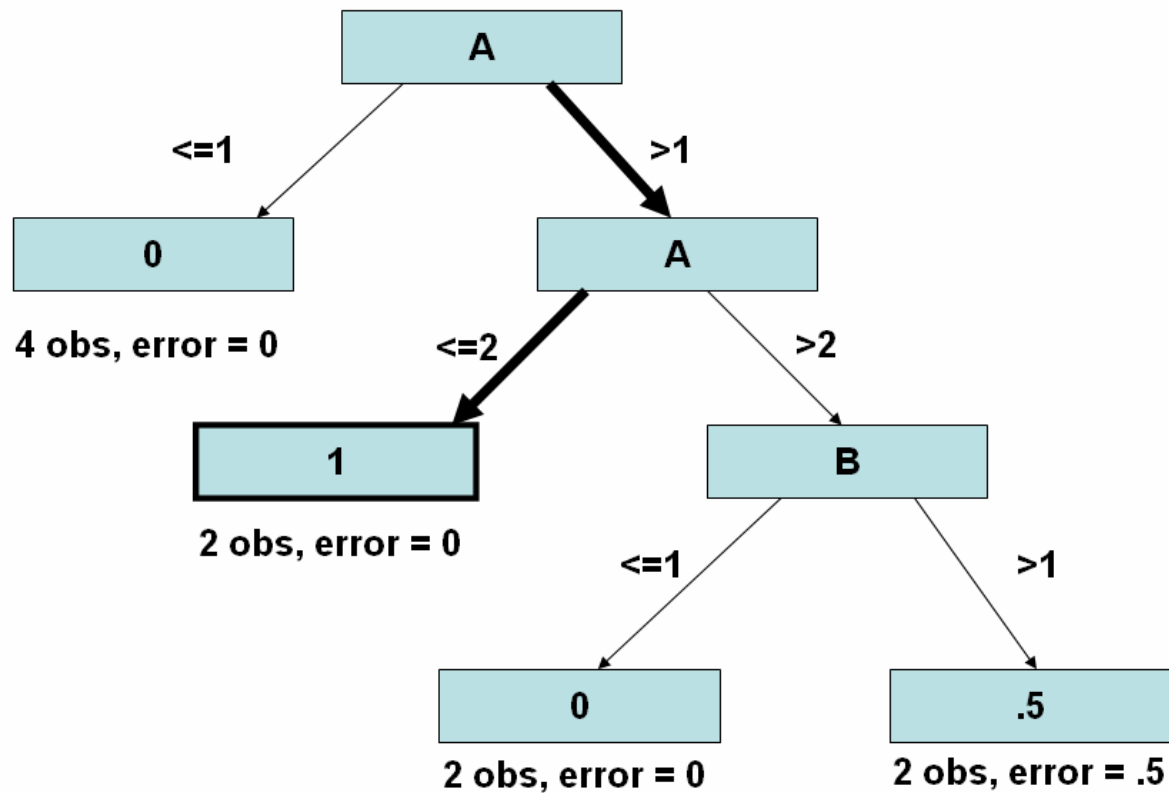 A
<=1
>1
0
A
4 obs, error = 0
<=2
>2
1
B
2 obs, error = 0
<=1
>1
0
.5
2 obs, error = 0
2 obs, error = .5